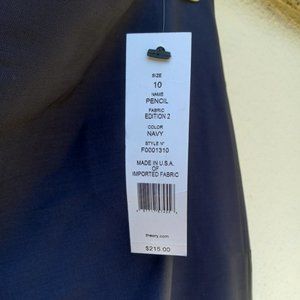 SIZE
10
NAME
PENCIL
FABRIC
EDITION 2
COLOR
NAVY
STYLE N°
F0001310
MADE IN U.S.A.
OF
IMPORTED FABRIC
theory.com
$215.00